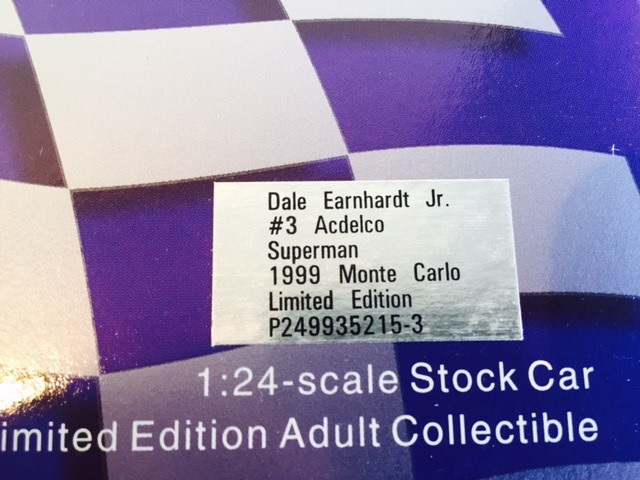 Dale Earnhardt Jr.
#3 Acdelco
Superman
1999 Monte Carlo
Limited Edition
P249935215-3
1:24-scale Stock Car
imited Edition Adult Collectible